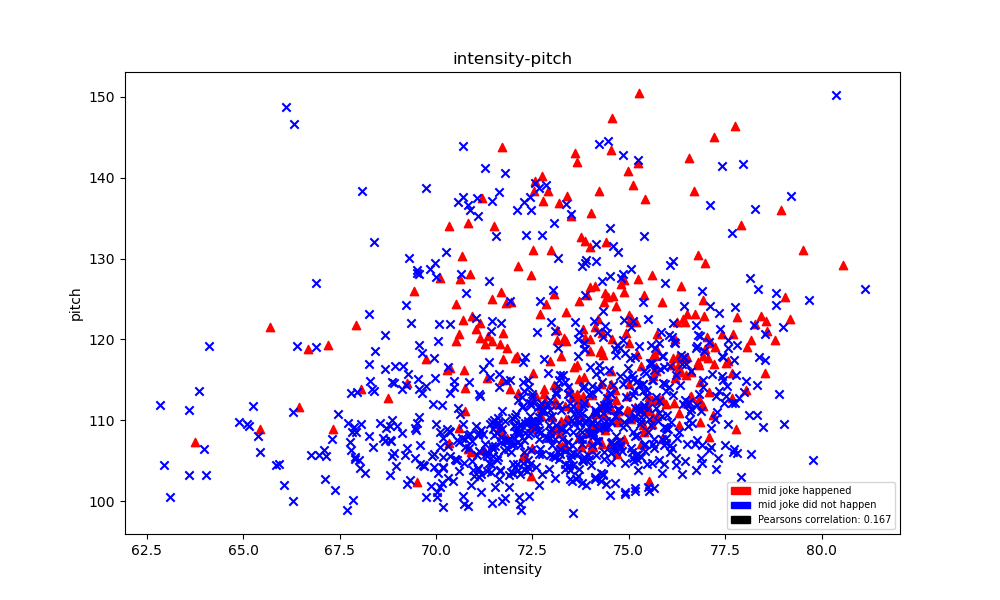 intensity-pitch
pitch
150
140
130
120
110
100
62.5 65.0 67.5 70.0 72.5 75.0 77.5 80.0
intensity
mid joke happened
mid joke did not happen
Pearsons correlation: 0.167